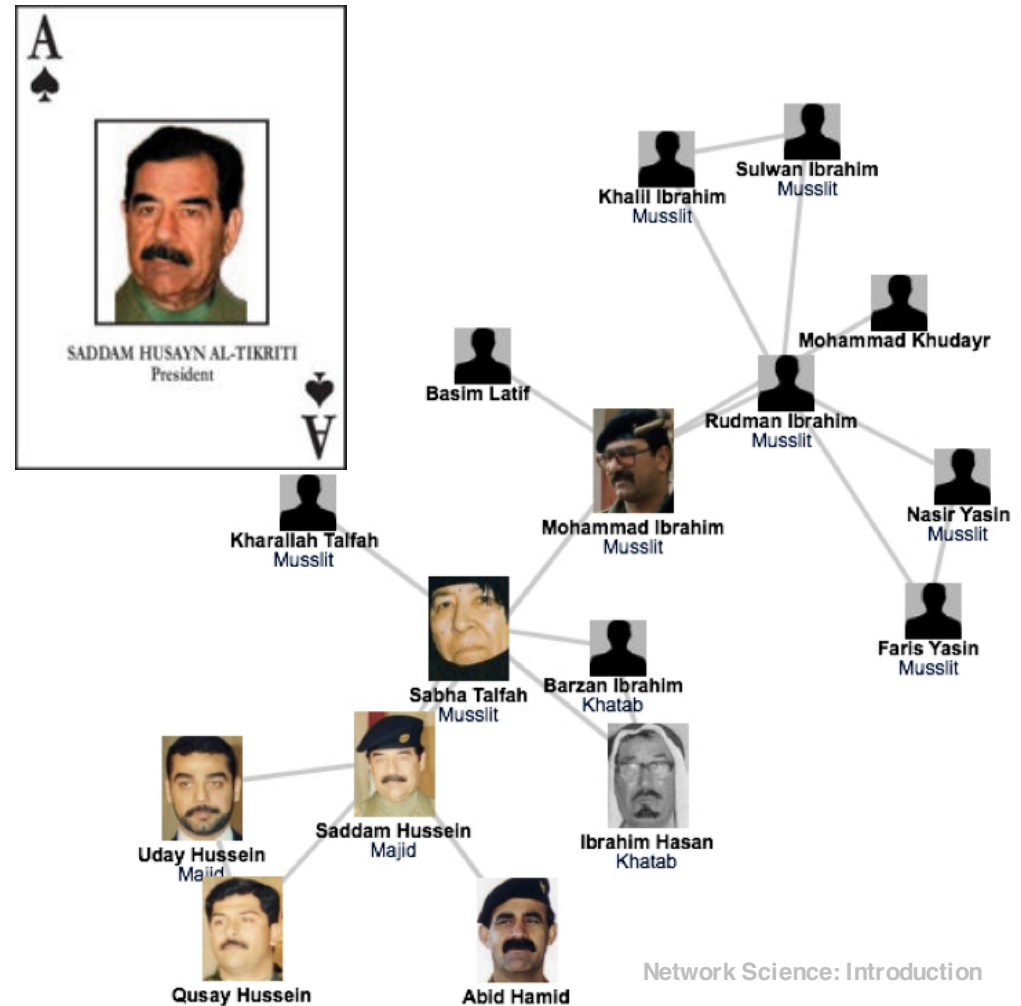 A
SADDAM HUSAYN AL-TIKRITI
President
A
Sulwan Ibrahim
Musslit
Khalil Ibrahim
Musslit
Mohammad Khudayr
Basim Latif
Rudman Ibrahim
Musslit
Nasir Yasin
Musslit
Mohammad Ibrahim
Musslit
Kharallah Talfah
Musslit
Faris Yasin
Musslit
Barzan Ibrahim
Khatab
Sabha Talfah
Musslit
Saddam Hussein
Majid
Ibrahim Hasan
Khatab
Uday Hussein
Majid
Qusay Hussein
Abid Hamid
Network Science: Introduction